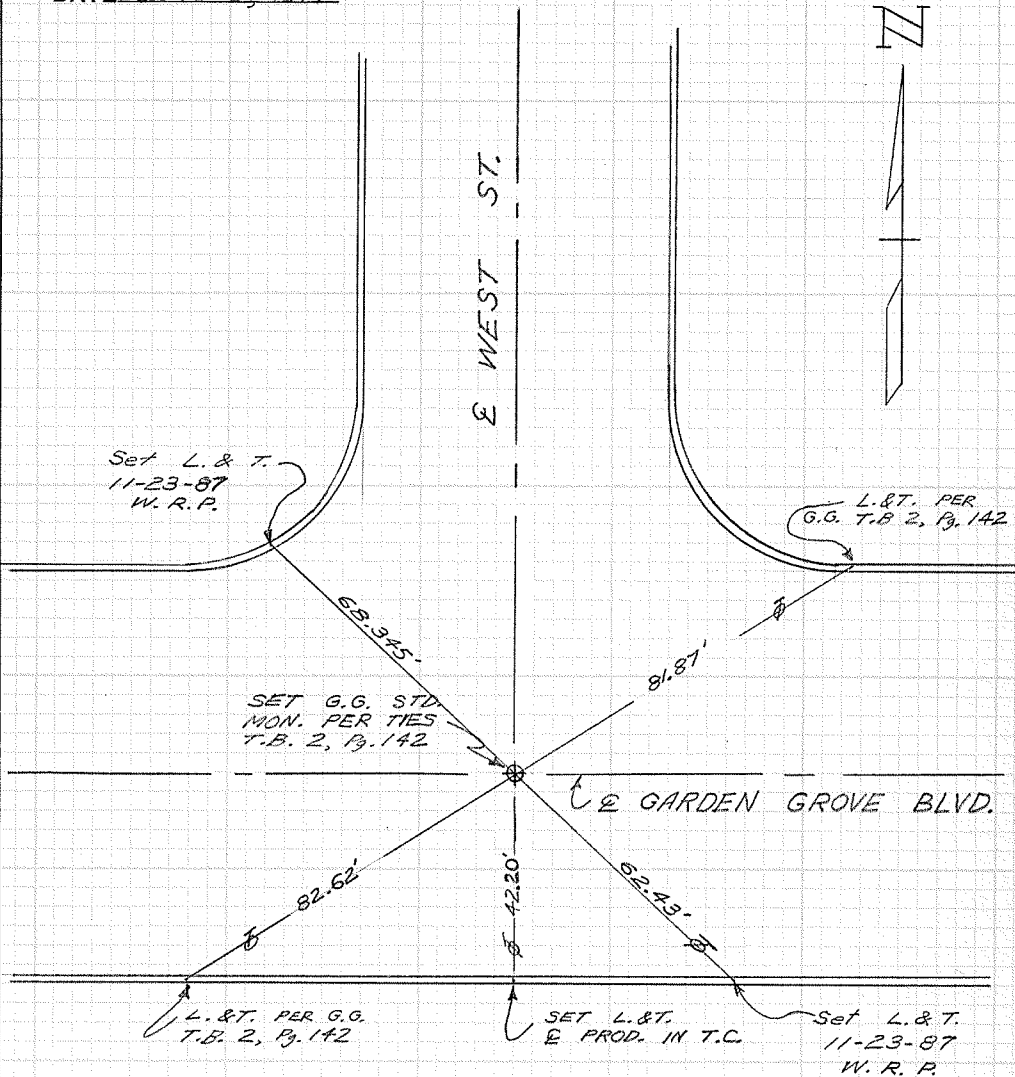 N
℄ WEST ST.
Set L. & T.
11-23-87
W. R. P.
L.&T. PER
G.G. T.B 2, Pg. 142
68.345'
81.87'
SET G.G. STD.
MON. PER TIES
T.B. 2, Pg. 142
℄ GARDEN GROVE BLVD.
82.62'
42.20'
62.43'
L.&T. PER G.G.
T.B. 2, Pg. 142
SET L.&T.
℄ PROD. IN T.C.
Set L. & T.
11-23-87
W. R. P.